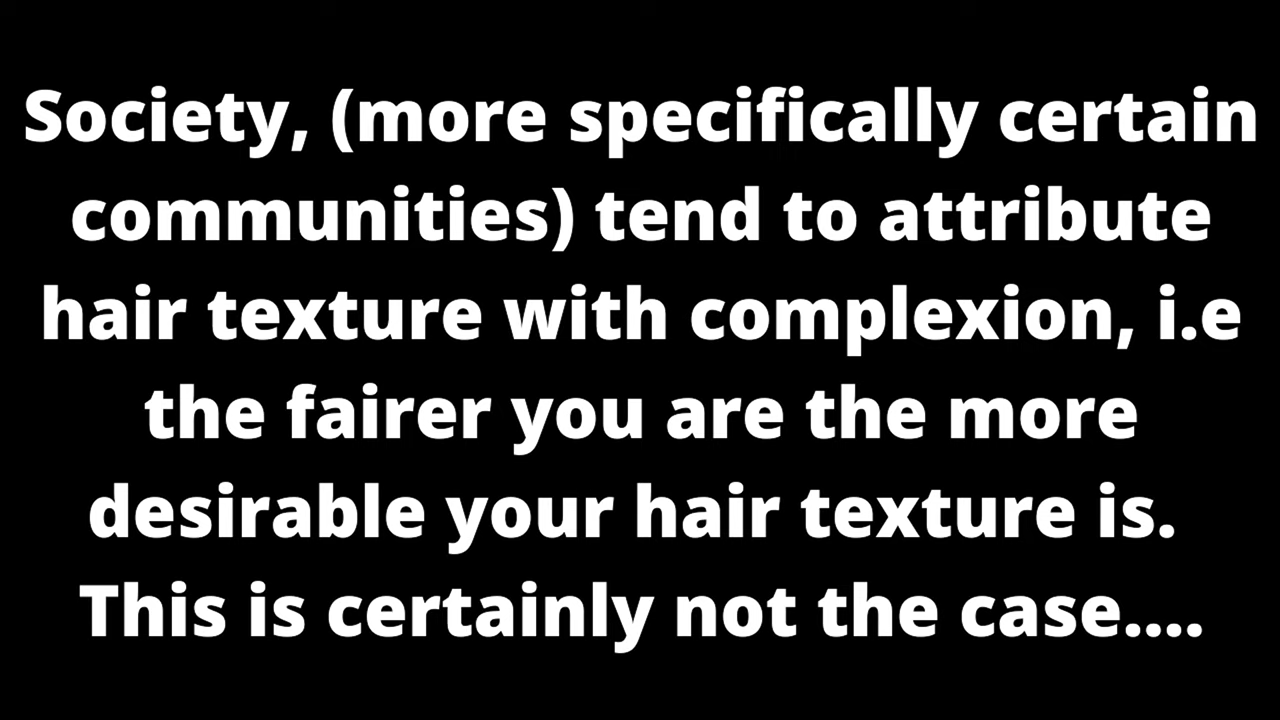 Society, (more specifically certain
communities) tend to attribute
hair texture with complexion, i.e
the fairer you are the more
desirable your hair texture is.
This is certainly not the case....